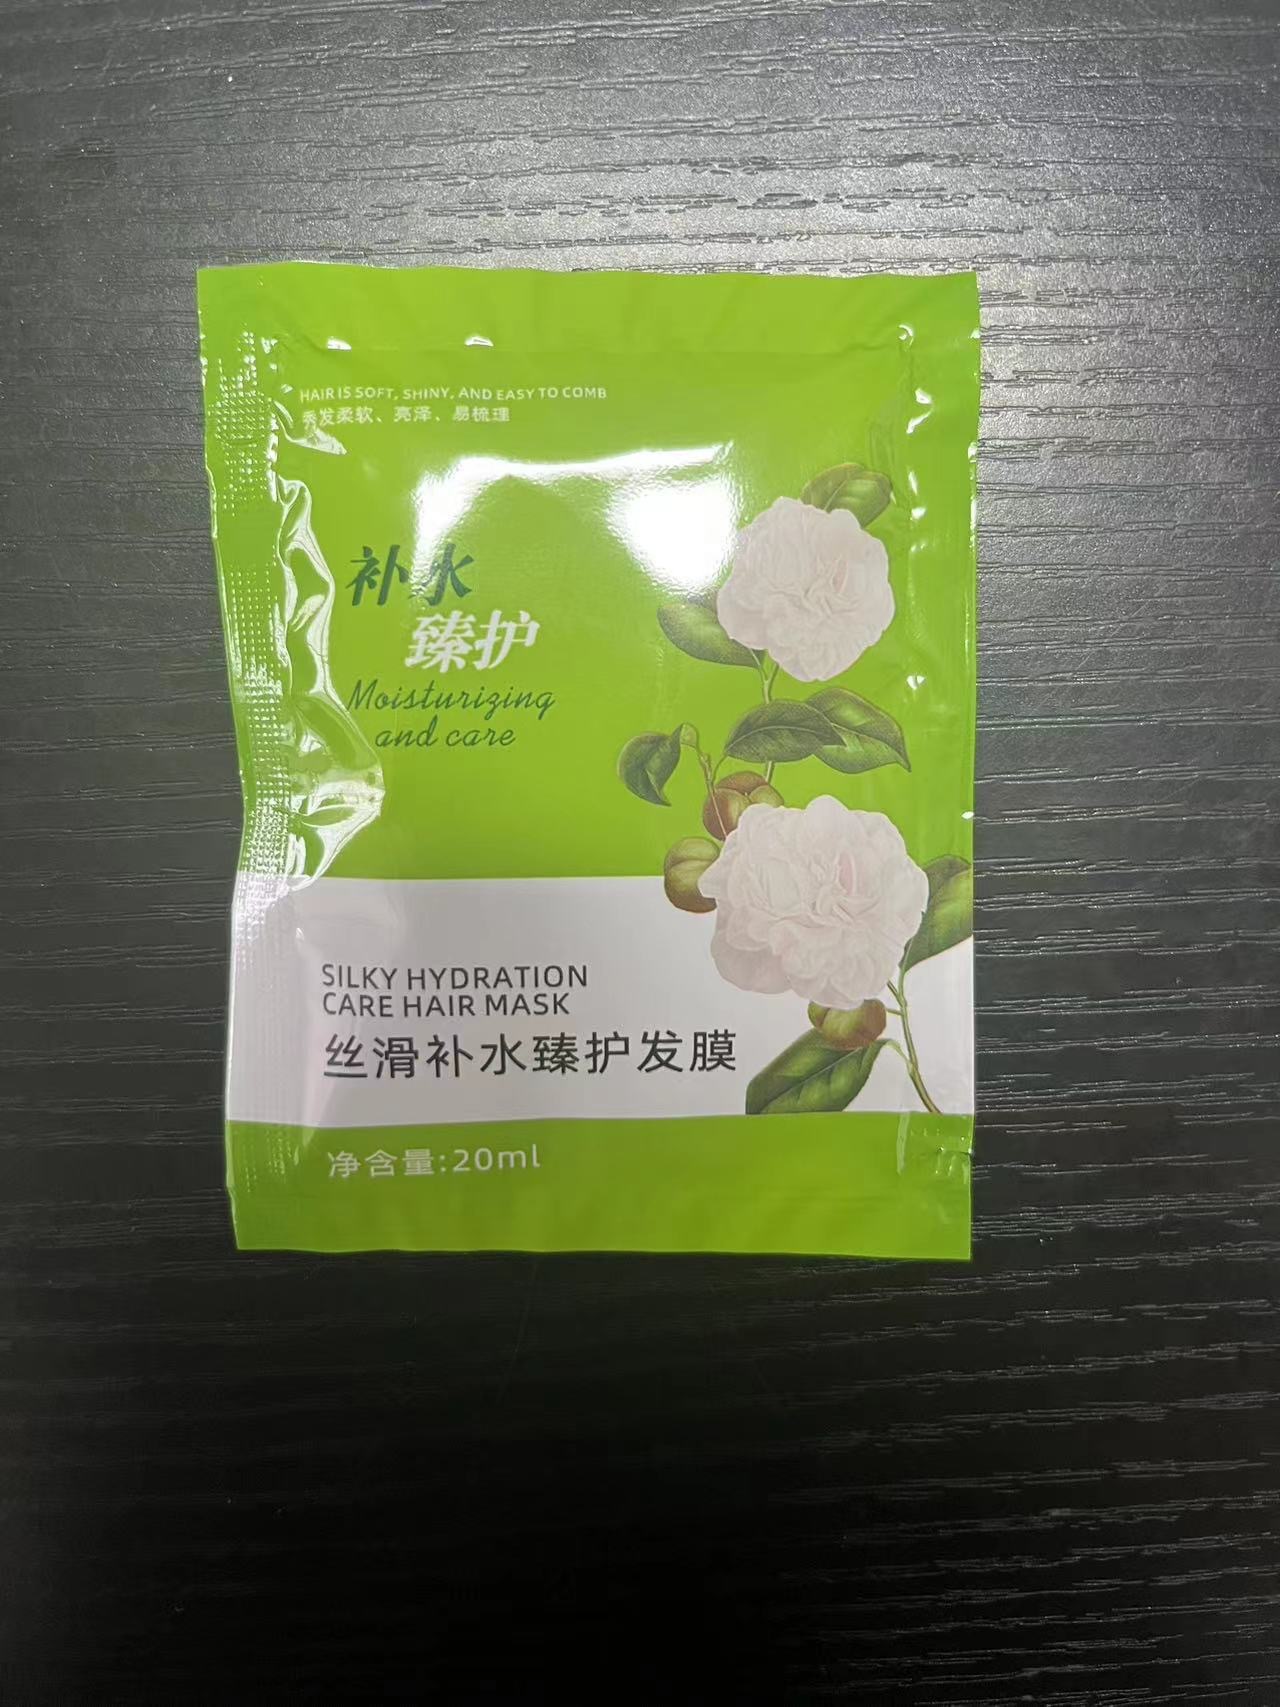 HAIR IS SOFT, SHINY, AND EASY TO COMB
秀发柔软、亮泽、易梳理
补水
臻护
Moisturizing
and care
SILKY HYDRATION
CARE HAIR MASK
丝滑补水臻护发膜
净含量:20ml